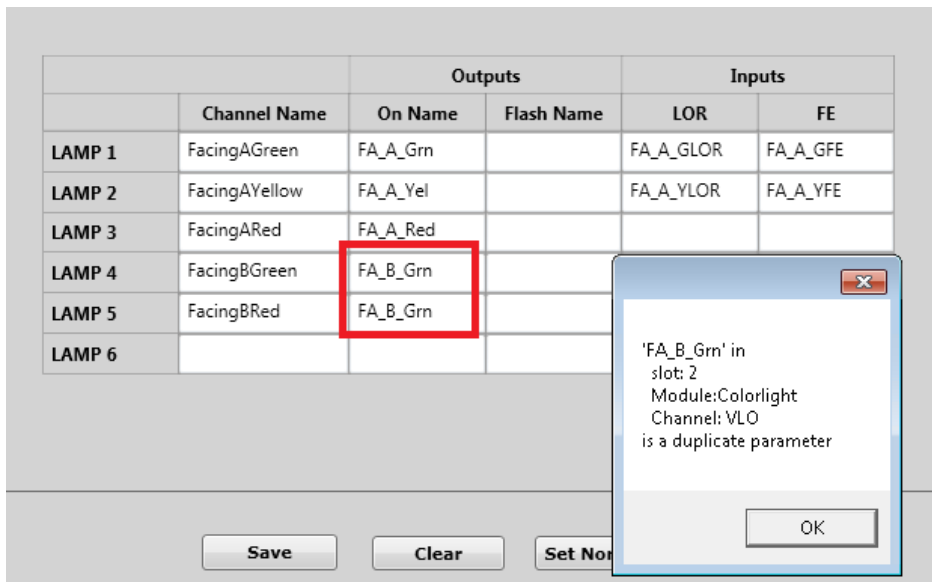 Outputs Inputs
Channel Name On Name Flash Name LOR FE
LAMP 1 FacingAGreen FA_A_Grn FA_A_GLOR FA_A_GFE
LAMP 2 FacingAYellow FA_A_Yel FA_A_YLOR FA_A_YFE
LAMP 3 FacingARed FA_A_Red
LAMP 4 FacingBGreen FA_B_Grn
LAMP 5 FacingBRed FA_B_Grn
LAMP 6
'FA_B_Grn' in
slot: 2
Module:Colorlight
Channel: VLO
is a duplicate parameter
OK
Save Clear Set Nor